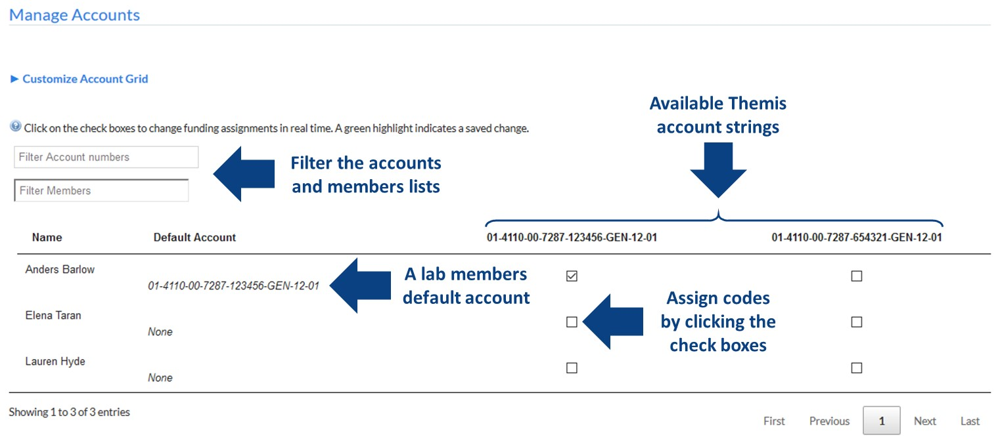 Manage Accounts
Customize Account Grid
Available Themis
account strings
Click on the check boxes to change funding assignments in real time. A green highlight indicates a saved change.
Filter Account numbers
Filter Members
Filter the accounts
and members lists
Name Default Account 01-4110-00-7287-123456-GEN-12-01 01-4110-00-7287-654321-GEN-12-01
Anders Barlow
01-4110-00-7287-123456-GEN-12-01
A lab members
default account
Elena Taran
None
Assign codes
by clicking the
check boxes
Lauren Hyde
None
Showing 1 to 3 of 3 entries
First Previous 1 Next Last